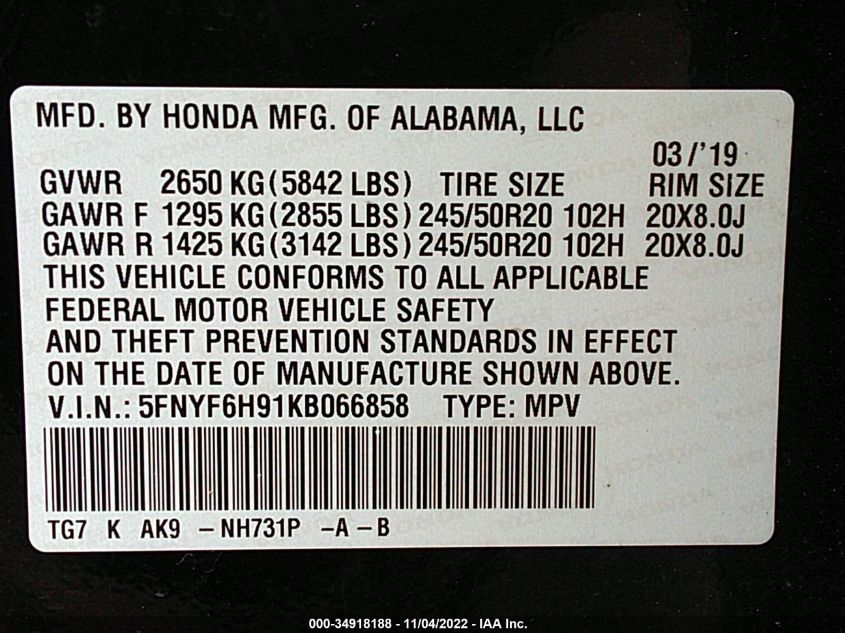 MFD. BY HONDA MFG. OF ALABAMA, LLC
03/'19
GVWR 2650 KG(5842 LBS) TIRE SIZE RIM SIZE
GAWR F 1295 KG(2855 LBS) 245/50R20 102H 20X8.0J
GAWR R 1425 KG(3142 LBS) 245/50R20 102H 20X8.0J
THIS VEHICLE CONFORMS TO ALL APPLICABLE
FEDERAL MOTOR VEHICLE SAFETY
AND THEFT PREVENTION STANDARDS IN EFFECT
ON THE DATE OF MANUFACTURE SHOWN ABOVE.
V.I.N.: 5FNYF6H91KB066858 TYPE: MPV
TG7 K AK9 -NH731P -A -B
000-34918188 - 11/04/2022 - IAA Inc.